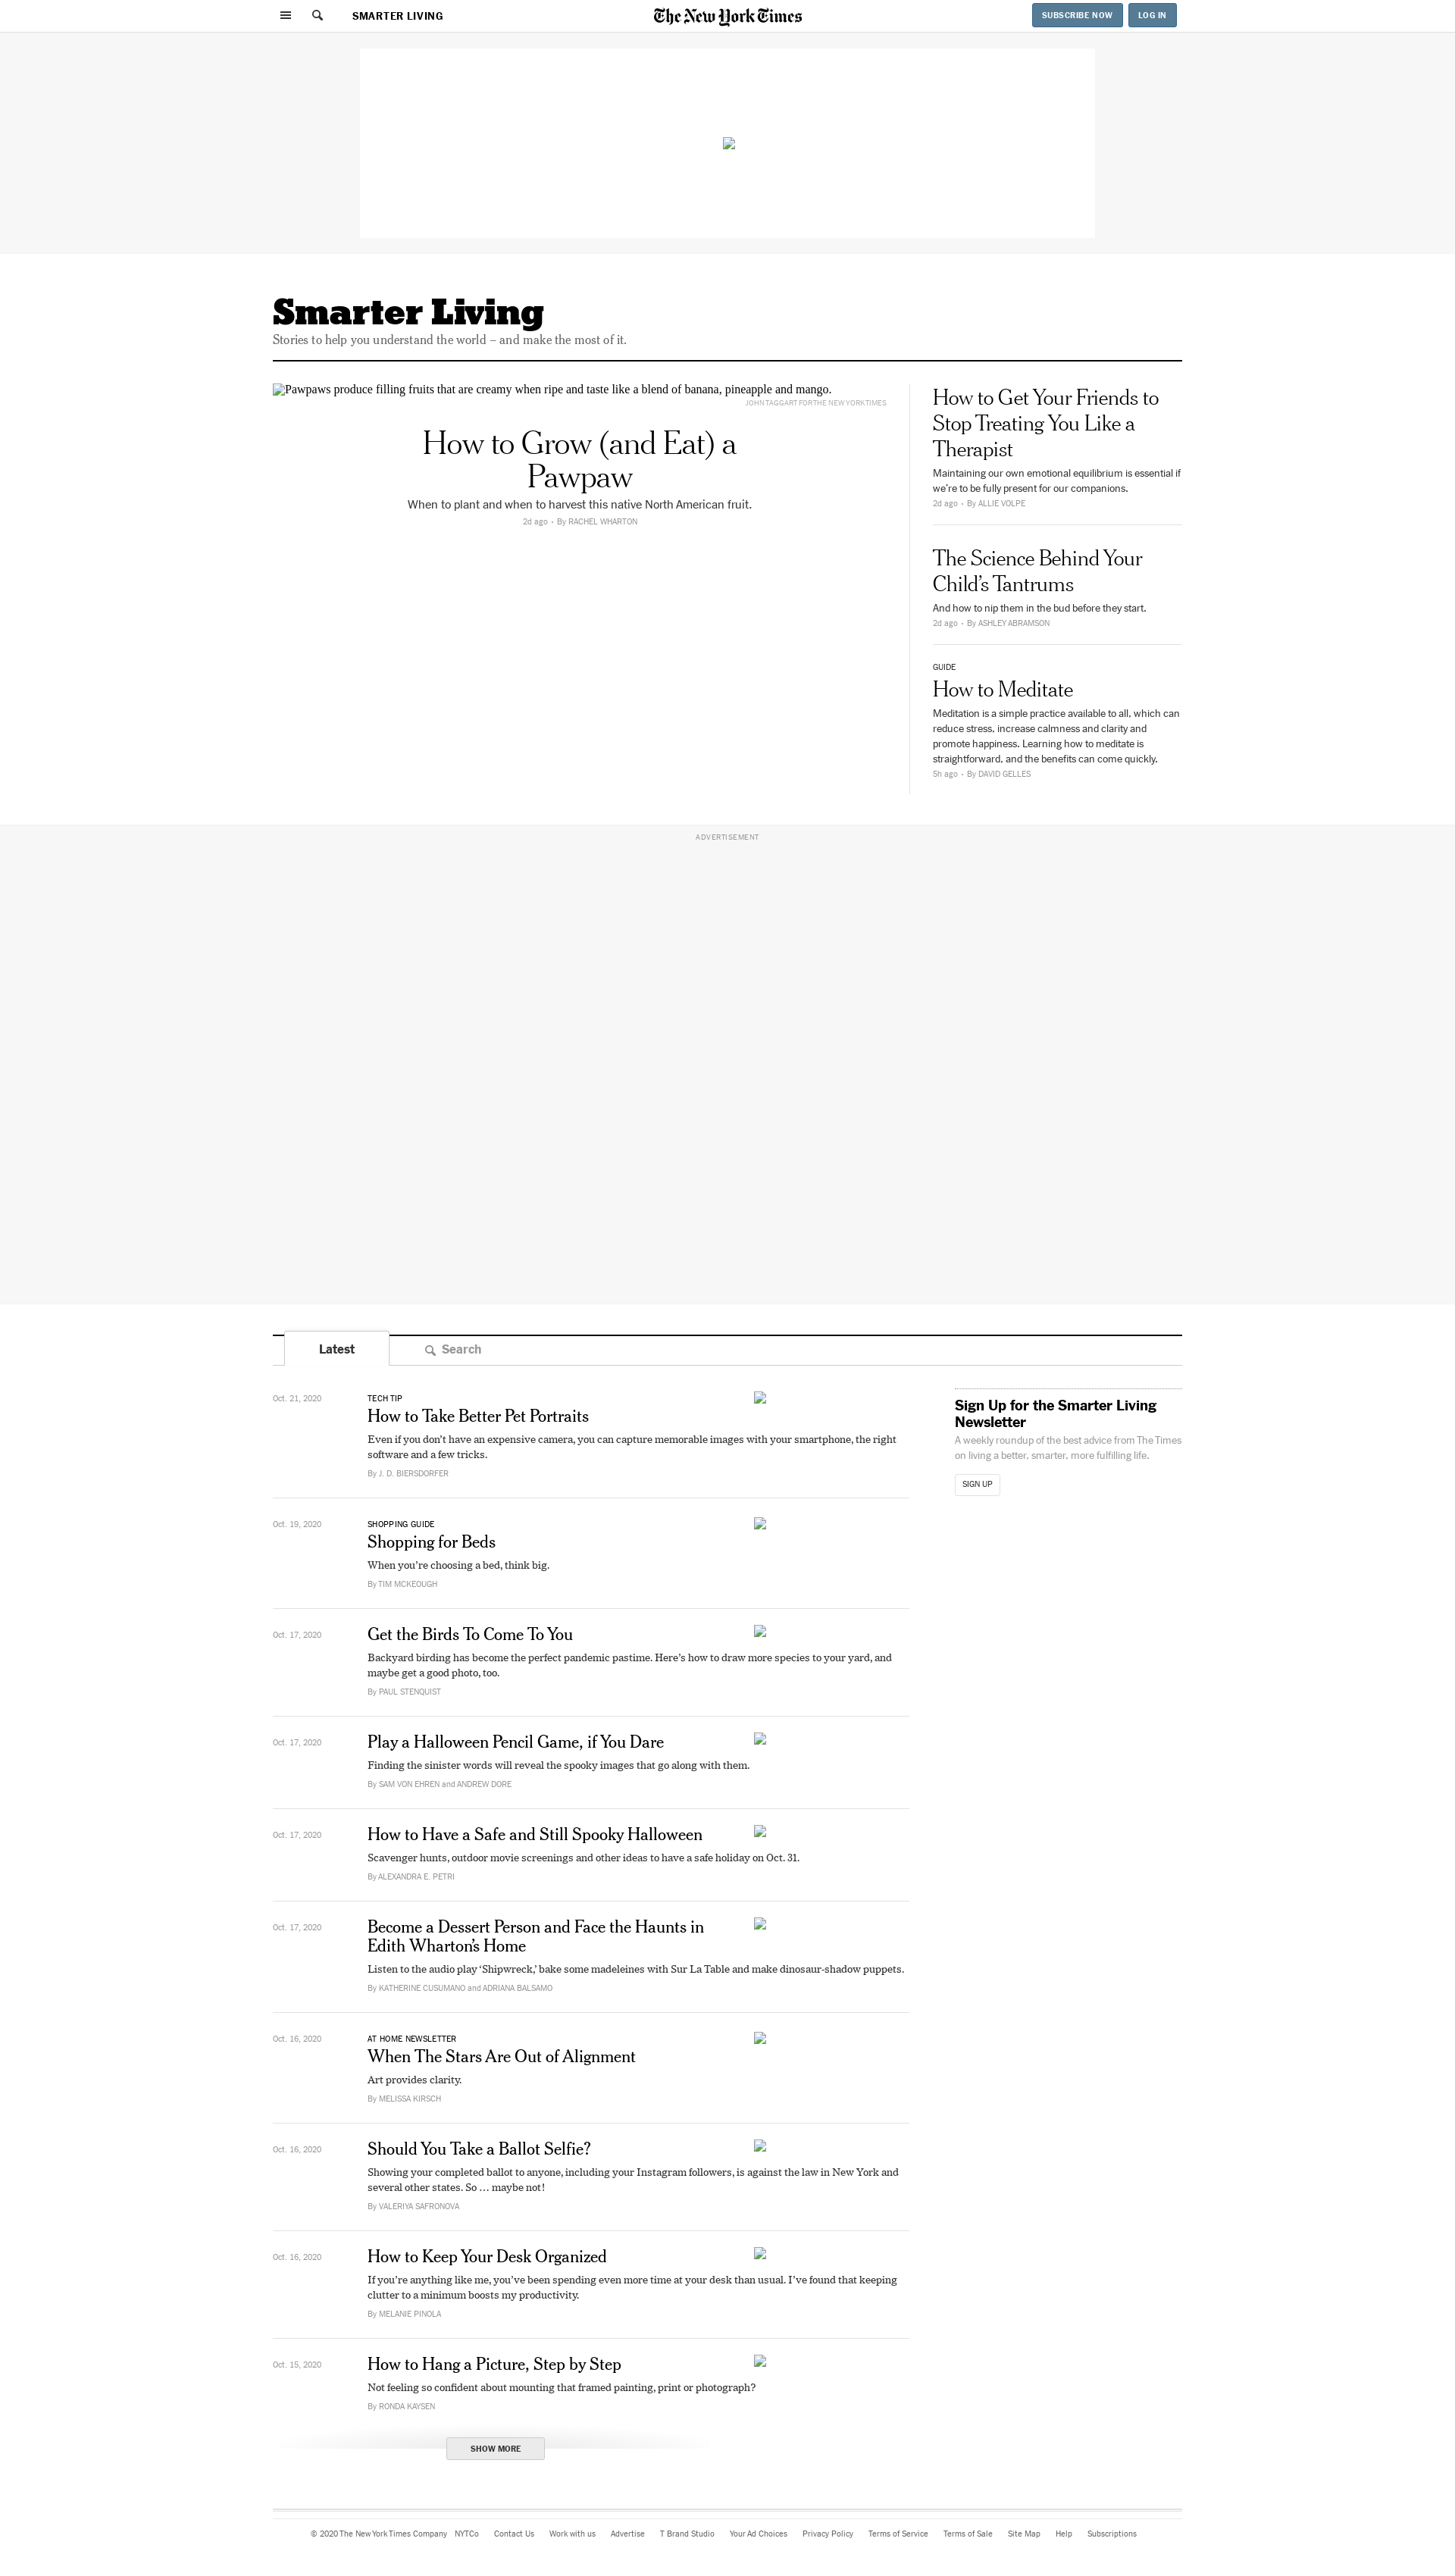 SMARTER LIVING
The New York Times
SUBSCRIBE NOW
LOG IN
Smarter Living
Stories to help you understand the world – and make the most of it.
Pawpaws produce filling fruits that are creamy when ripe and taste like a blend of banana, pineapple and mango.
JOHN TAGGART FOR THE NEW YORK TIMES
How to Grow (and Eat) a
Pawpaw
When to plant and when to harvest this native North American fruit.
2d ago • By RACHEL WHARTON
How to Get Your Friends to
Stop Treating You Like a
Therapist
Maintaining our own emotional equilibrium is essential if
we’re to be fully present for our companions.
2d ago • By ALLIE VOLPE
The Science Behind Your
Child’s Tantrums
And how to nip them in the bud before they start.
2d ago • By ASHLEY ABRAMSON
GUIDE
How to Meditate
Meditation is a simple practice available to all, which can
reduce stress, increase calmness and clarity and
promote happiness. Learning how to meditate is
straightforward, and the benefits can come quickly.
5h ago • By DAVID GELLES
ADVERTISEMENT
Latest
Search
Oct. 21, 2020
TECH TIP
How to Take Better Pet Portraits
Even if you don’t have an expensive camera, you can capture memorable images with your smartphone, the right
software and a few tricks.
By J. D. BIERSDORFER
Sign Up for the Smarter Living
Newsletter
A weekly roundup of the best advice from The Times
on living a better, smarter, more fulfilling life.
SIGN UP
Oct. 19, 2020
SHOPPING GUIDE
Shopping for Beds
When you’re choosing a bed, think big.
By TIM MCKEOUGH
Oct. 17, 2020
Get the Birds To Come To You
Backyard birding has become the perfect pandemic pastime. Here’s how to draw more species to your yard, and
maybe get a good photo, too.
By PAUL STENQUIST
Oct. 17, 2020
Play a Halloween Pencil Game, if You Dare
Finding the sinister words will reveal the spooky images that go along with them.
By SAM VON EHREN and ANDREW DORE
Oct. 17, 2020
How to Have a Safe and Still Spooky Halloween
Scavenger hunts, outdoor movie screenings and other ideas to have a safe holiday on Oct. 31.
By ALEXANDRA E. PETRI
Oct. 17, 2020
Become a Dessert Person and Face the Haunts in
Edith Wharton’s Home
Listen to the audio play ‘Shipwreck,’ bake some madeleines with Sur La Table and make dinosaur-shadow puppets.
By KATHERINE CUSUMANO and ADRIANA BALSAMO
Oct. 16, 2020
AT HOME NEWSLETTER
When The Stars Are Out of Alignment
Art provides clarity.
By MELISSA KIRSCH
Oct. 16, 2020
Should You Take a Ballot Selfie?
Showing your completed ballot to anyone, including your Instagram followers, is against the law in New York and
several other states. So … maybe not!
By VALERIYA SAFRONOVA
Oct. 16, 2020
How to Keep Your Desk Organized
If you’re anything like me, you’ve been spending even more time at your desk than usual. I’ve found that keeping
clutter to a minimum boosts my productivity.
By MELANIE PINOLA
Oct. 15, 2020
How to Hang a Picture, Step by Step
Not feeling so confident about mounting that framed painting, print or photograph?
By RONDA KAYSEN
SHOW MORE
© 2020 The New York Times Company NYTCo Contact Us Work with us Advertise T Brand Studio Your Ad Choices Privacy Policy Terms of Service Terms of Sale Site Map Help Subscriptions